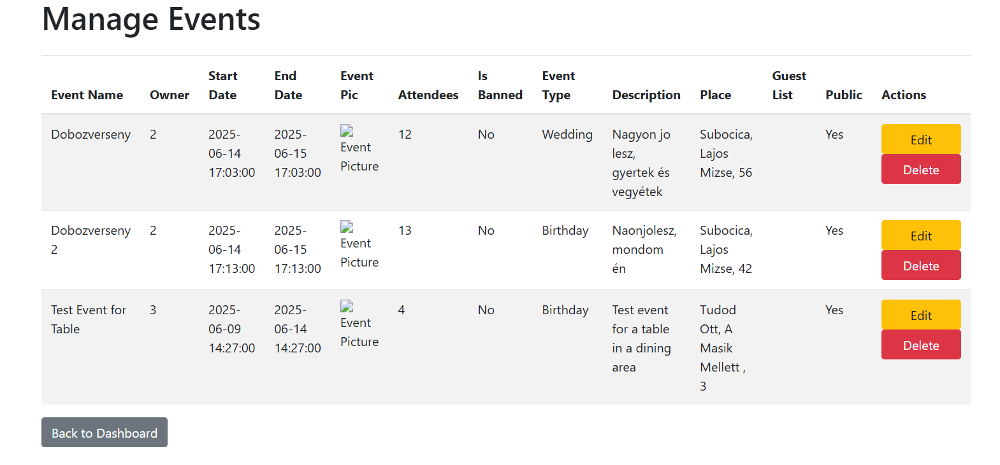 Manage Events
Event Name Owner Start Date End Date Event Pic Attendees Is Banned Event Type Description Place Guest List Public Actions
Dobozverseny 2 2025-06-14 17:03:00 2025-06-15 17:03:00 Event Picture 12 No Wedding Nagyon jo lesz, gyertek és vegyétek Subocica, Lajos Mizse, 56 Yes Edit Delete
Dobozverseny 2 2 2025-06-14 17:13:00 2025-06-15 17:13:00 Event Picture 13 No Birthday Naonjolesz, mondom én Subocica, Lajos Mizse, 42 Yes Edit Delete
Test Event for Table 3 2025-06-09 14:27:00 2025-06-14 14:27:00 Event Picture 4 No Birthday Test event for a table in a dining area Tudod Ott, A Masik Mellett , 3 Yes Edit Delete
Back to Dashboard